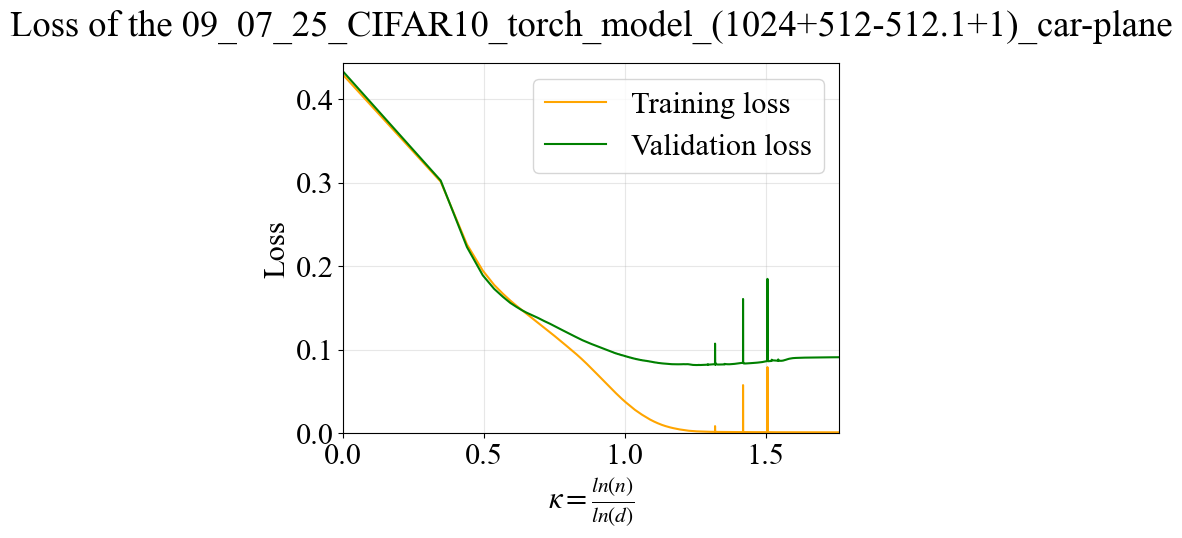 Loss of the 09_07_25_CIFAR10_torch_model_(1024+512-512.1+1)_car-plane
Training loss
Validation loss
Loss
0.4
0.3
0.2
0.1
0.0
0.0 0.5 1.0 1.5
κ = ln(n)/ln(d)